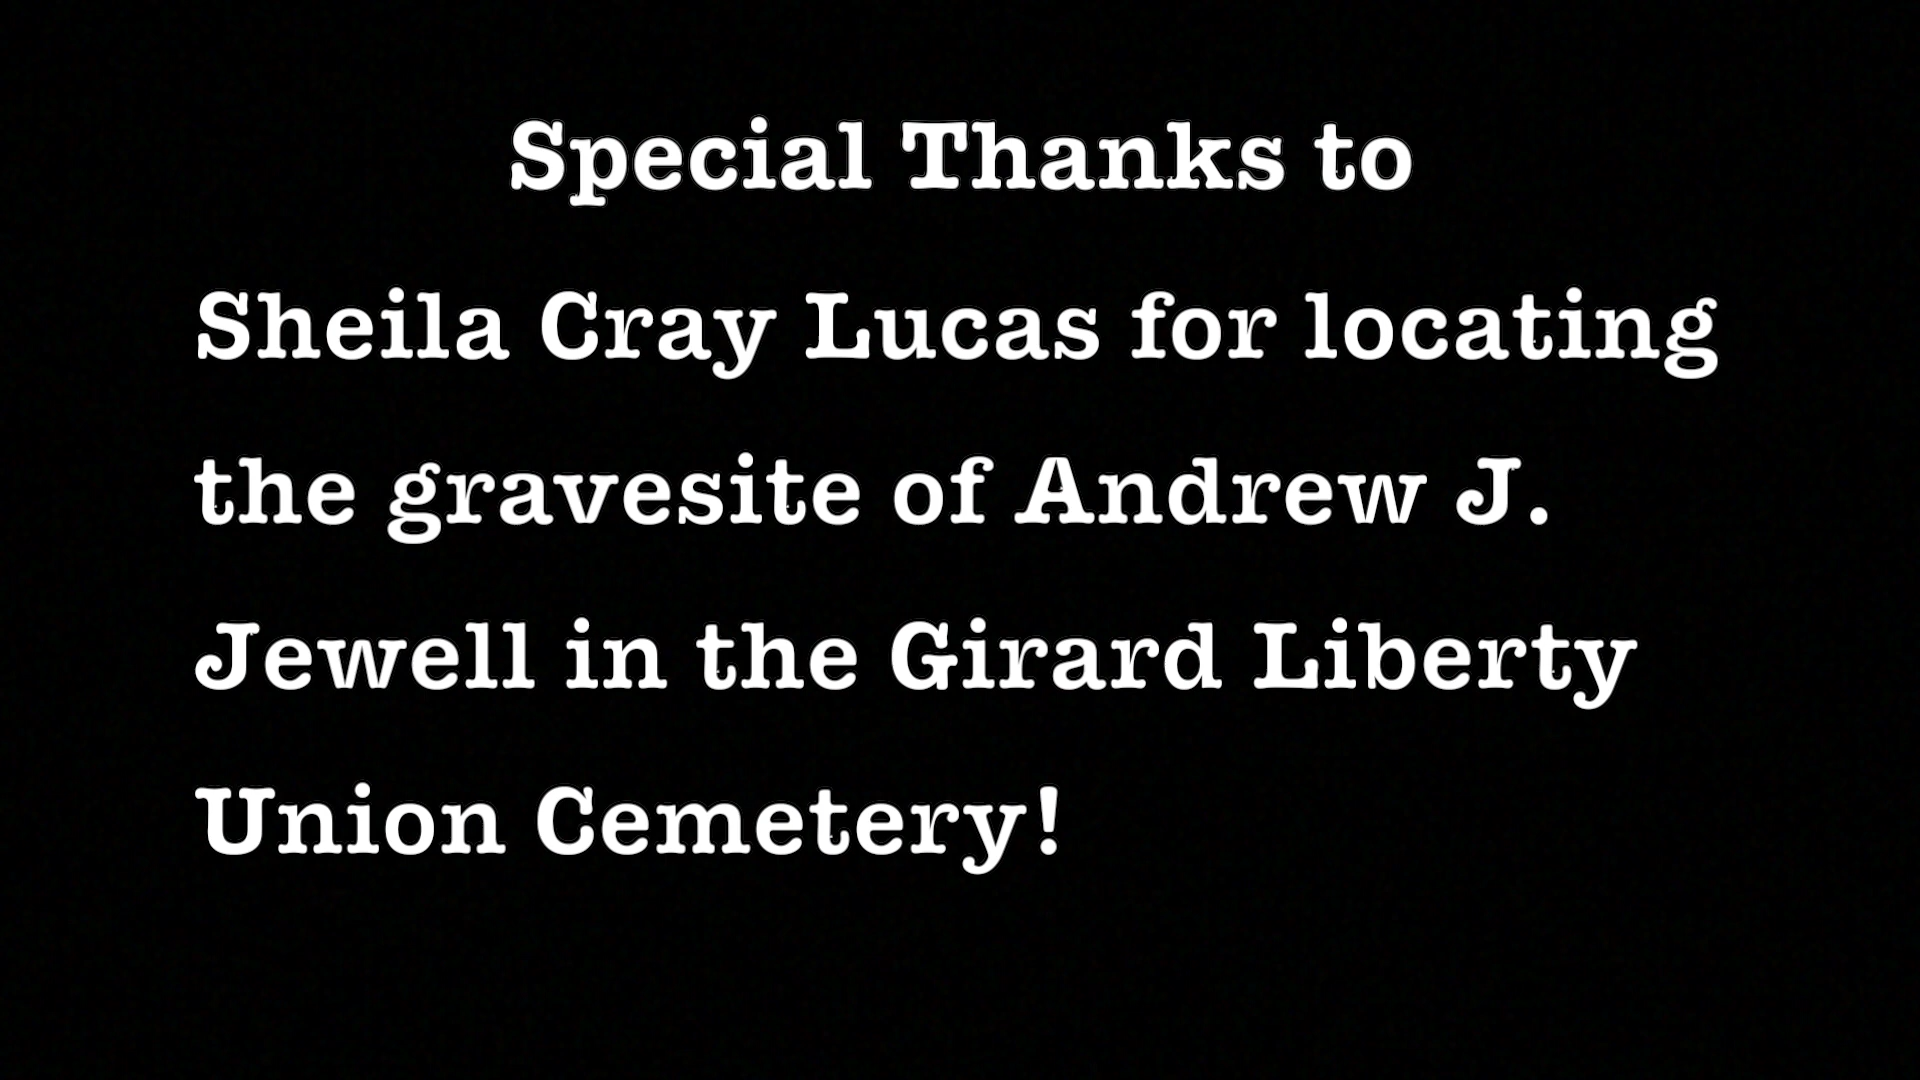 Special Thanks to
Sheila Cray Lucas for locating
the gravesite of Andrew J.
Jewell in the Girard Liberty
Union Cemetery!